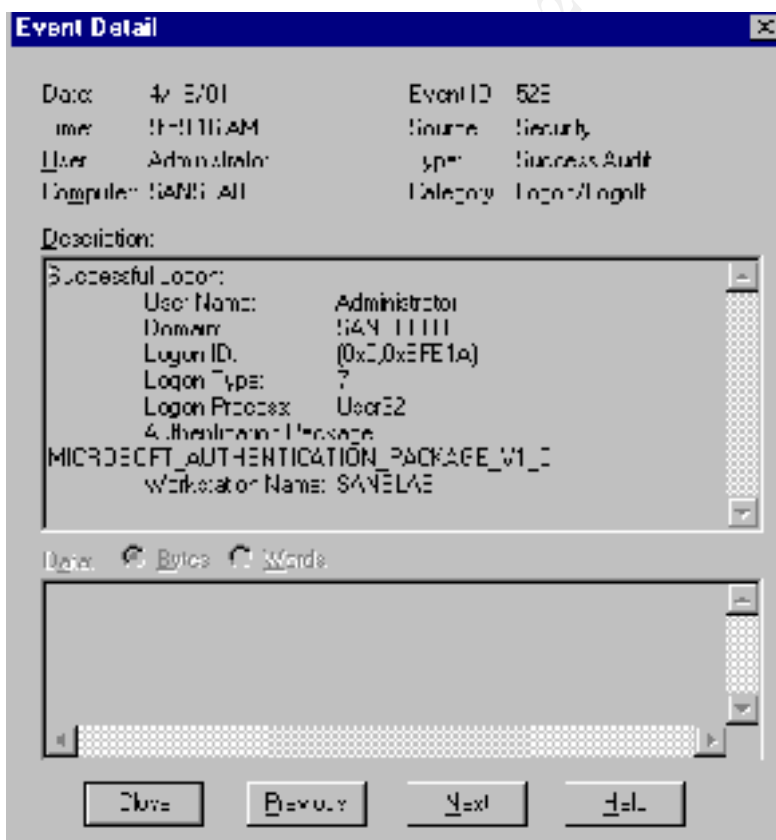 Event Detail
Date:
Event ID
User Administrator
Source Security
Type: Success Audit
Computer:
Category Logon/Logoff
Description:
Successful Logon:
User Name: Administrator
Domain:
Logon ID:
Logon Type: 7
Logon Process: User32
Authentication Package
MICROSOFT_AUTHENTICATION_PACKAGE_V1_0
Workstation Name: SANSLAB
Data: Bytes Words
Close Previous Next Help